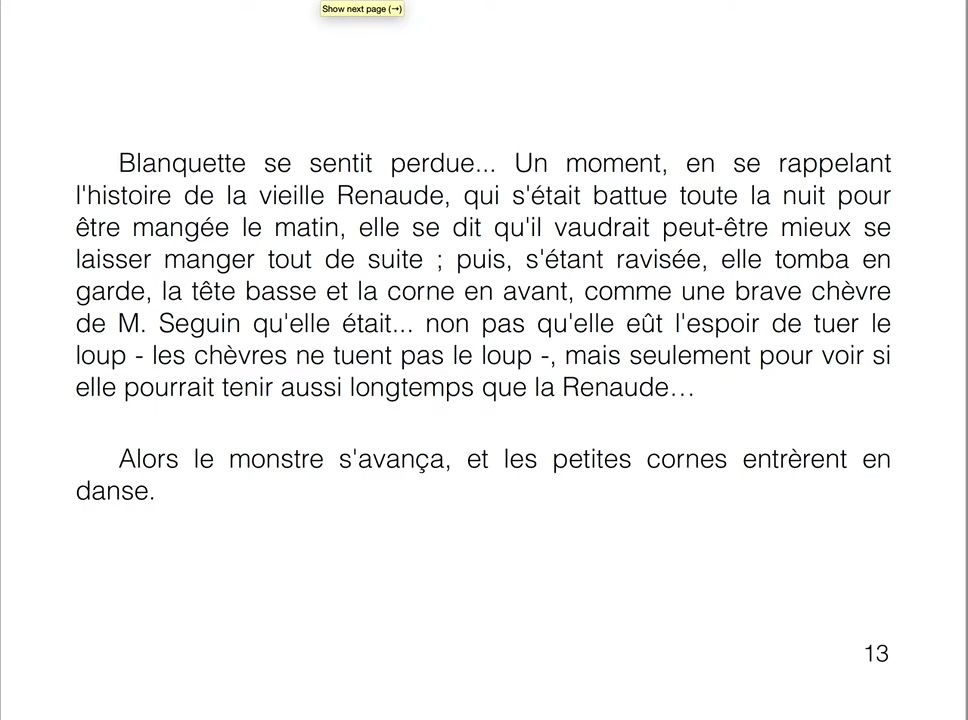 Show next page (→)
Blanquette se sentit perdue... Un moment, en se rappelant
l'histoire de la vieille Renaude, qui s'était battue toute la nuit pour
être mangée le matin, elle se dit qu'il vaudrait peut-être mieux se
laisser manger tout de suite ; puis, s'étant ravisée, elle tomba en
garde, la tête basse et la corne en avant, comme une brave chèvre
de M. Seguin qu'elle était... non pas qu'elle eût l'espoir de tuer le
loup - les chèvres ne tuent pas le loup -, mais seulement pour voir si
elle pourrait tenir aussi longtemps que la Renaude…
Alors le monstre s'avança, et les petites cornes entrèrent en
danse.
13